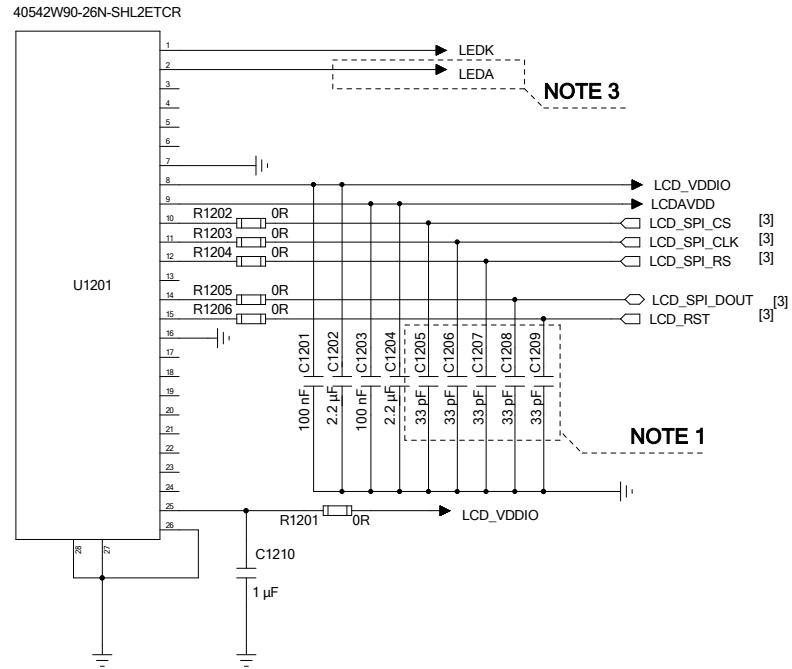 40542W90-26N-SHL2ETCR
1
LEDK
2
LEDA
NOTE 3
3
4
5
6
7
8
LCD_VDDIO
9
LCDAVDD
10
R1202
0R
LCD_SPI_CS
[3]
11
R1203
0R
LCD_SPI_CLK
[3]
12
R1204
0R
LCD_SPI_RS
[3]
U1201
13
14
R1205
0R
LCD_SPI_DOUT
[3]
15
R1206
0R
LCD_RST
[3]
16
17
18
19
20
21
22
23
24
C1201
100 nF
C1202
2.2 µF
C1203
100 nF
C1204
2.2 µF
C1205
33 pF
C1206
33 pF
C1207
33 pF
C1208
33 pF
C1209
33 pF
NOTE 1
25
R1201
0R
LCD_VDDIO
26
28
27
C1210
1 µF